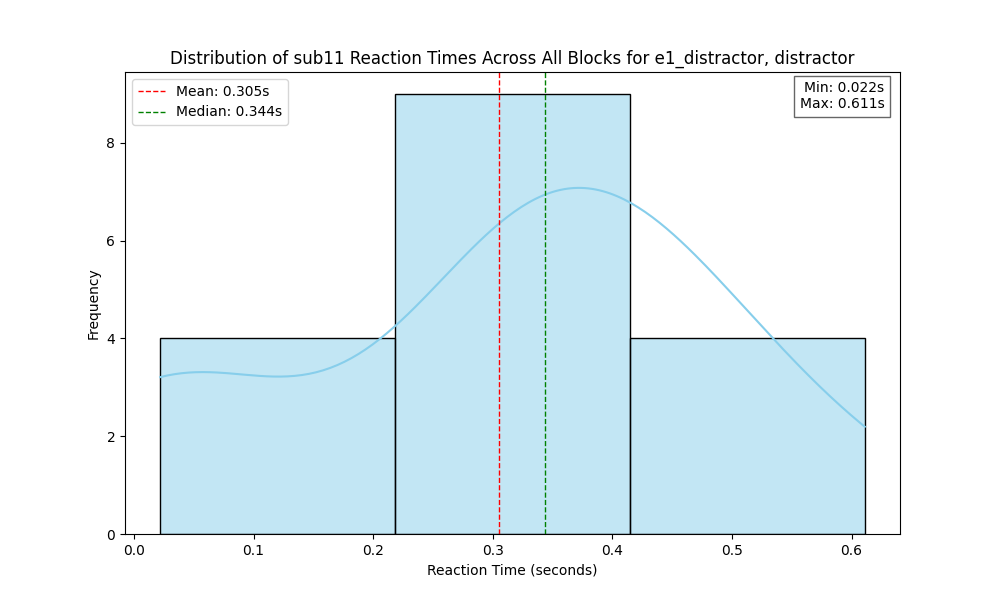 Distribution of sub11 Reaction Times Across All Blocks for e1_distractor, distractor
Mean: 0.305s
Median: 0.344s
Min: 0.022s
Max: 0.611s
Frequency
8
6
4
2
0
0.0 0.1 0.2 0.3 0.4 0.5 0.6
Reaction Time (seconds)